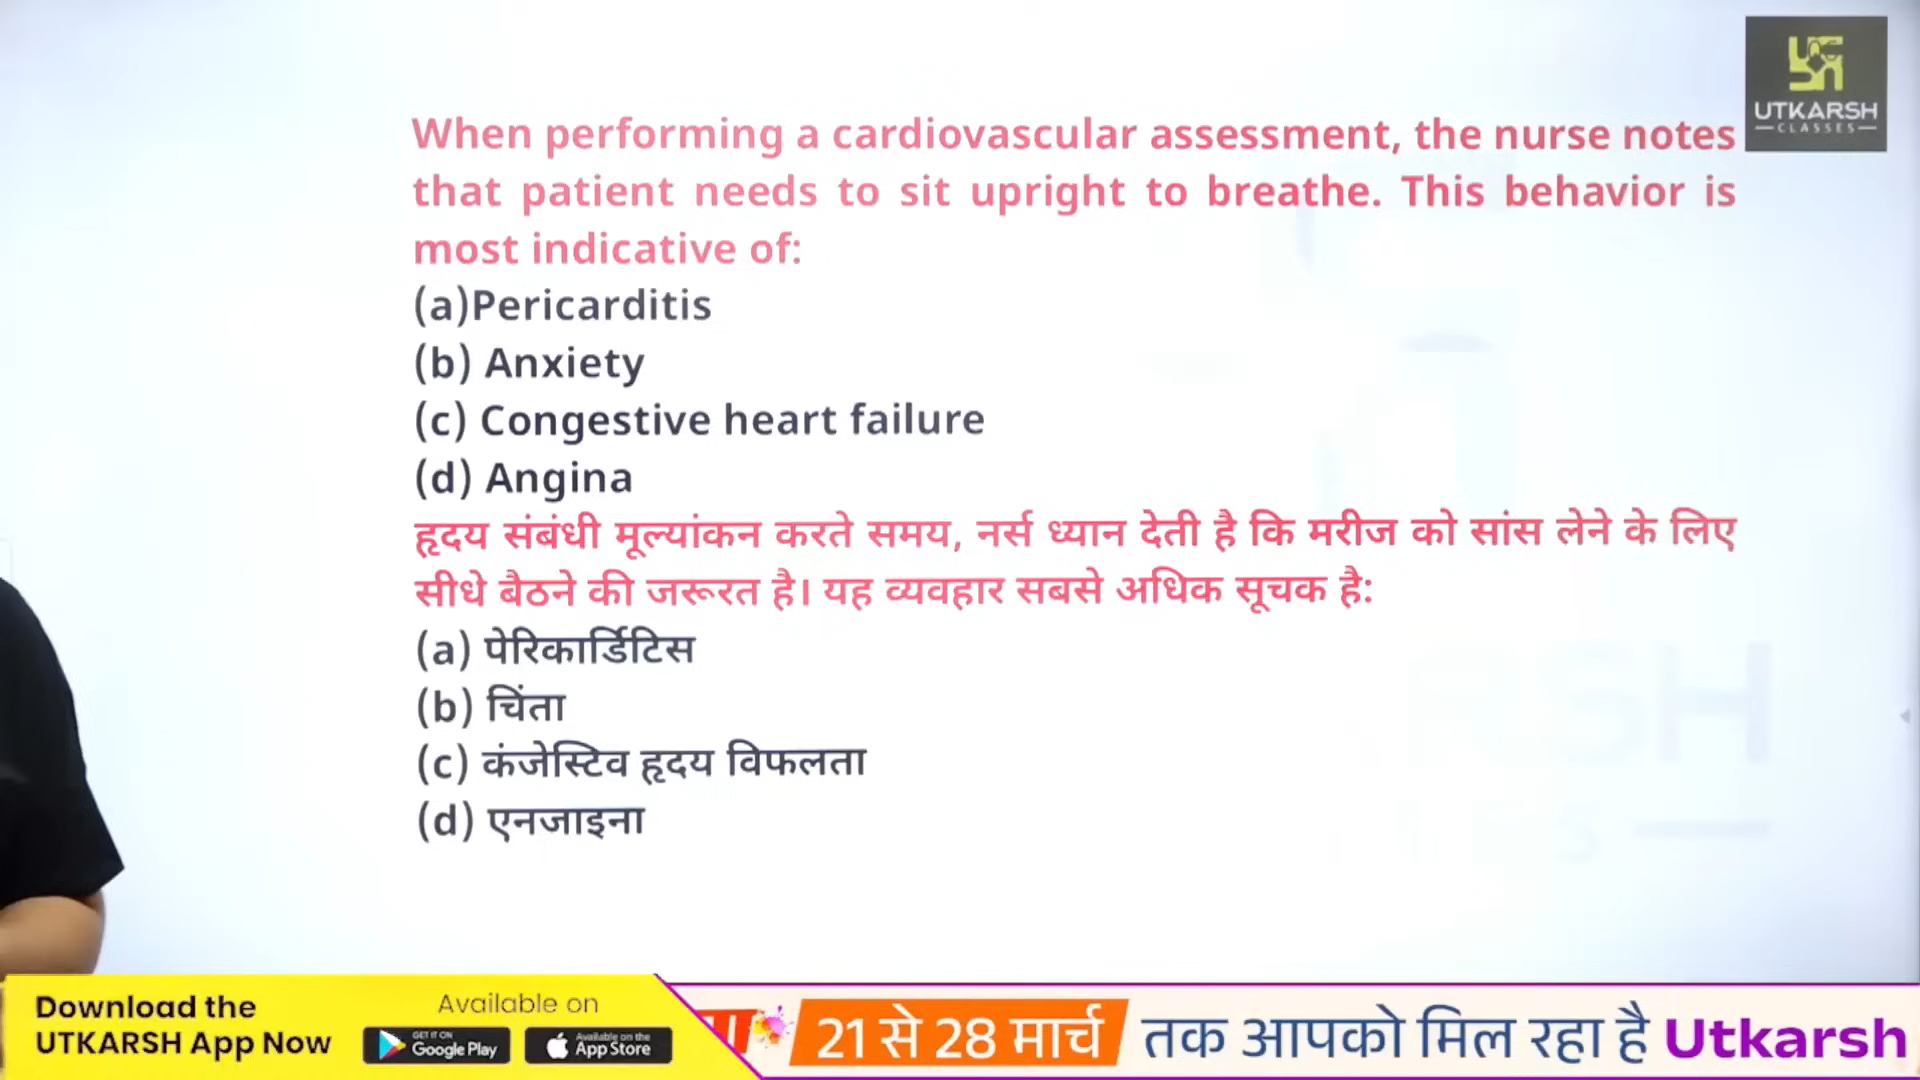 UTKARSH
CLASSES
When performing a cardiovascular assessment, the nurse notes
that patient needs to sit upright to breathe. This behavior is
most indicative of:
(a)Pericarditis
(b) Anxiety
(c) Congestive heart failure
(d) Angina
हृदय संबंधी मूल्यांकन करते समय, नर्स ध्यान देती है कि मरीज को सांस लेने के लिए
सीधे बैठने की जरूरत है। यह व्यवहार सबसे अधिक सूचक है:
(a) पेरिकार्डिटिस
(b) चिंता
(c) कंजेस्टिव हृदय विफलता
(d) एनजाइना
Download the
UTKARSH App Now
Available on
GET IT ON
Google Play
Available on the
App Store
21 से 28 मार्च तक आपको मिल रहा है Utkarsh